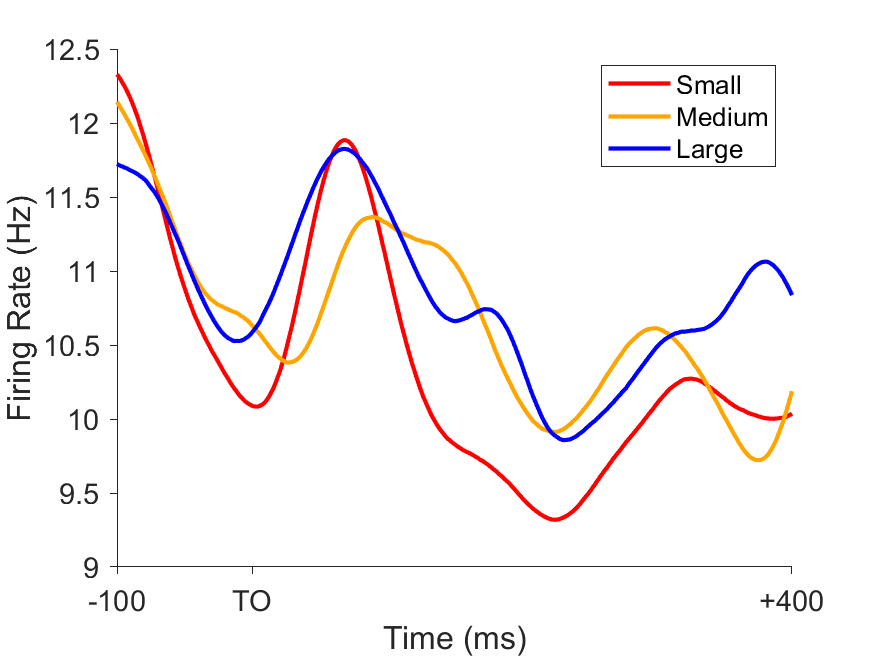 12.5
12
11.5
11
10.5
10
9.5
9
Firing Rate (Hz)
Small
Medium
Large
-100
TO
+400
Time (ms)